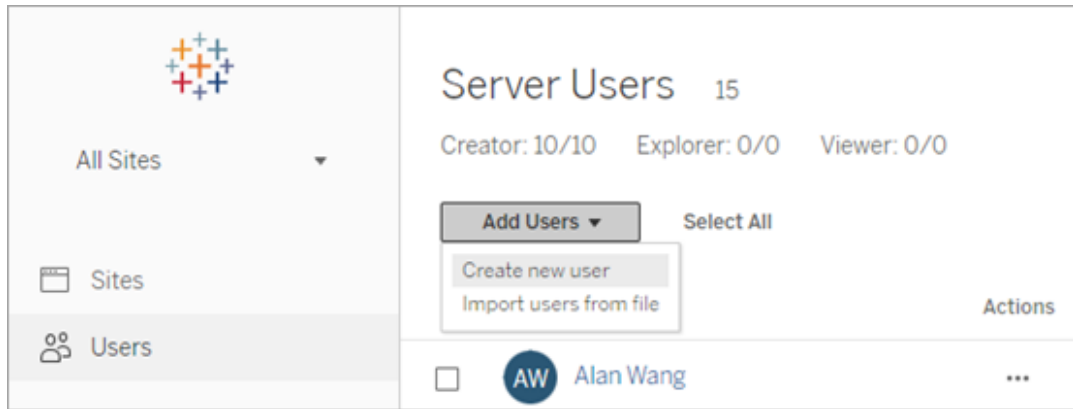 All Sites
Sites
Users
Server Users 15
Creator: 10/10 Explorer: 0/0 Viewer: 0/0
Add Users Select All
Create new user
Import users from file
Actions
AW Alan Wang